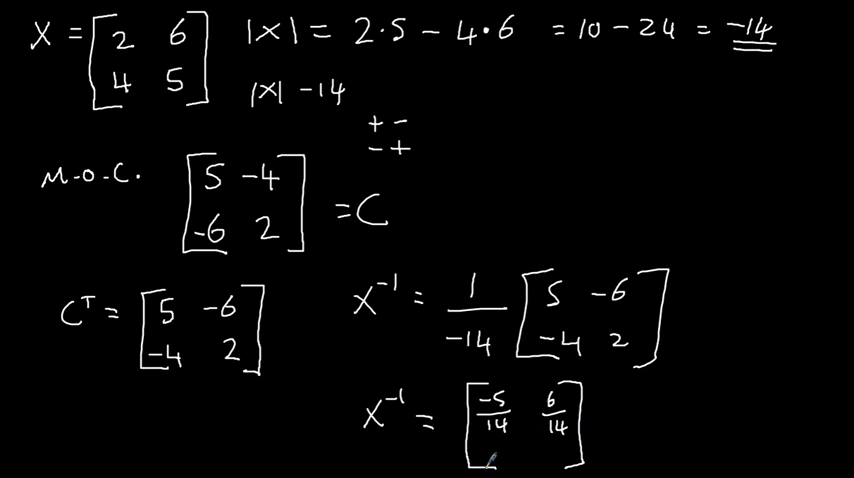 X = [2 6 |X| = 2·5 − 4·6 = 10 − 24 = −14
4 5] |X| −14
+ −
− +
M.O.C. [5 −4
−6 2] = C
Cᵀ = [5 −6
−4 2]
X⁻¹ = 1/−14 [5 −6
−4 2]
X⁻¹ = [−5/14 6/14]